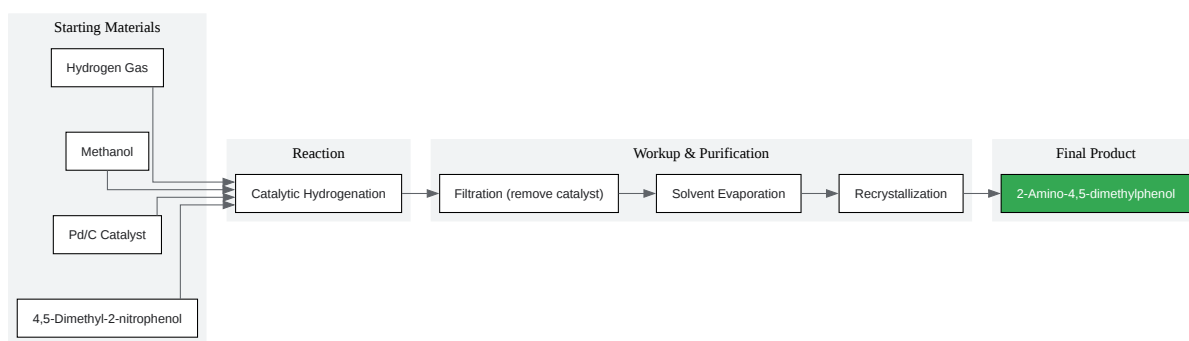 Starting Materials
Hydrogen Gas
Methanol
Pd/C Catalyst
4,5-Dimethyl-2-nitrophenol
Reaction
Catalytic Hydrogenation
Workup & Purification
Filtration (remove catalyst)
Solvent Evaporation
Recrystallization
Final Product
2-Amino-4,5-dimethylphenol